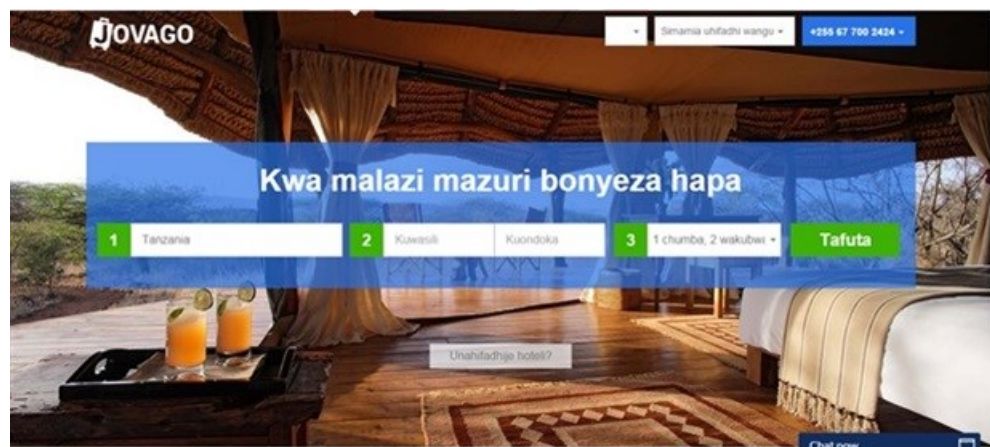 JOVAGO
Simamia uhifadhi wangu
+255 67 700 2424
Kwa malazi mazuri bonyeza hapa
1 Tanzania 2 Kuwasili Kuondoka 3 1 chumba, 2 wakubwa Tafuta
Unahifadhije hoteli?
Chat now